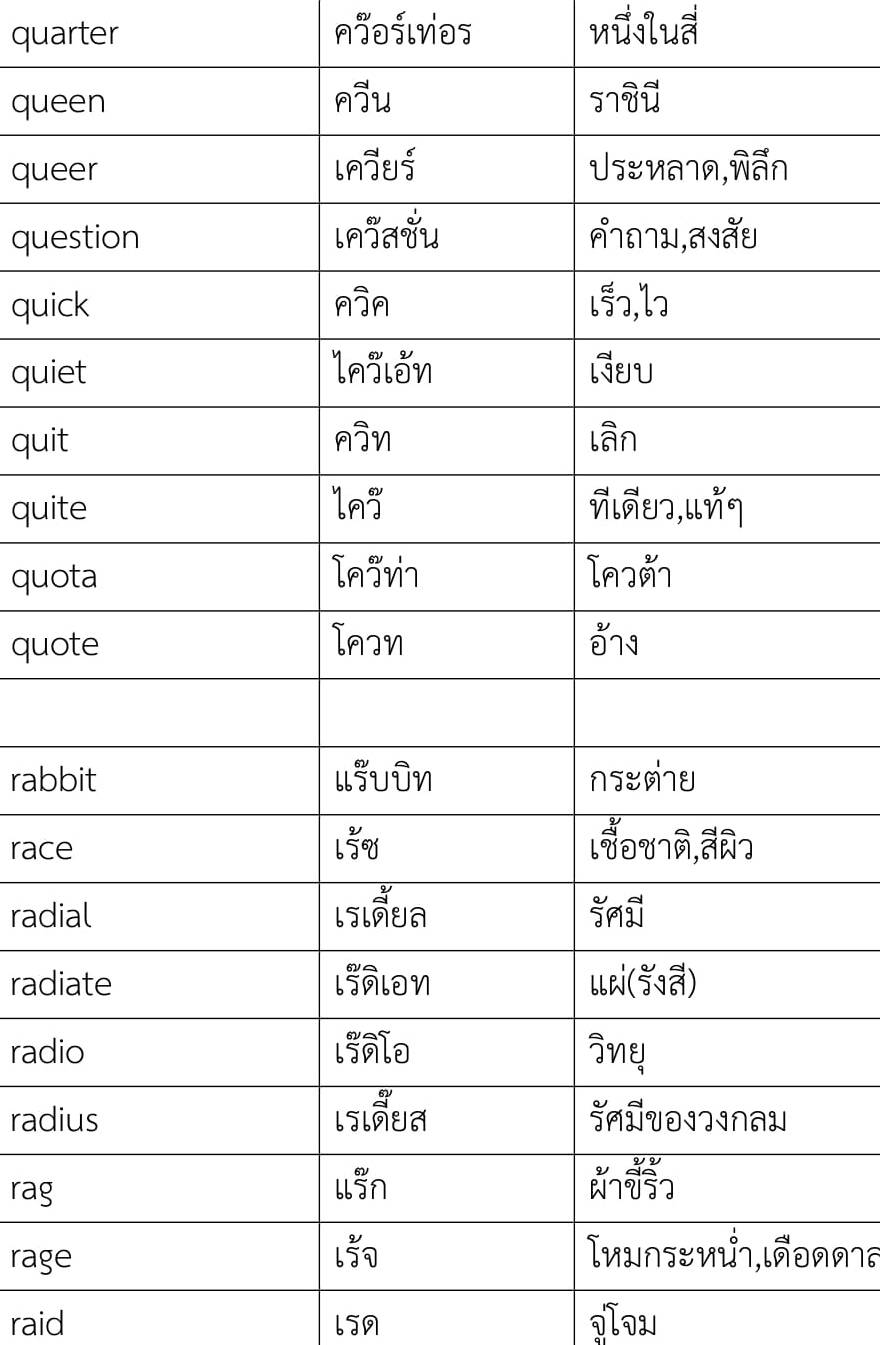 quarter คว๊อร์เท่อร หนึ่งในสี่
queen ควีน ราชินี
queer เควียร์ ประหลาด,พิลึก
question เคว๊สชั่น คำถาม,สงสัย
quick ควิค เร็ว,ไว
quiet ไคว๊เอ้ท เงียบ
quit ควิท เลิก
quite ไคว๊ ทีเดียว,แท้ๆ
quota โคว๊ท่า โควต้า
quote โควท อ้าง
rabbit แร๊บบิท กระต่าย
race เร้ซ เชื้อชาติ,สีผิว
radial เรเดี้ยล รัศมี
radiate เร๊ดิเอท แผ่(รังสี)
radio เร๊ดิโอ วิทยุ
radius เรเดี๊ยส รัศมีของวงกลม
rag แร๊ก ผ้าขี้ริ้ว
rage เร้จ โหมกระหน่ำ,เดือดดาล
raid เรด จู่โจม